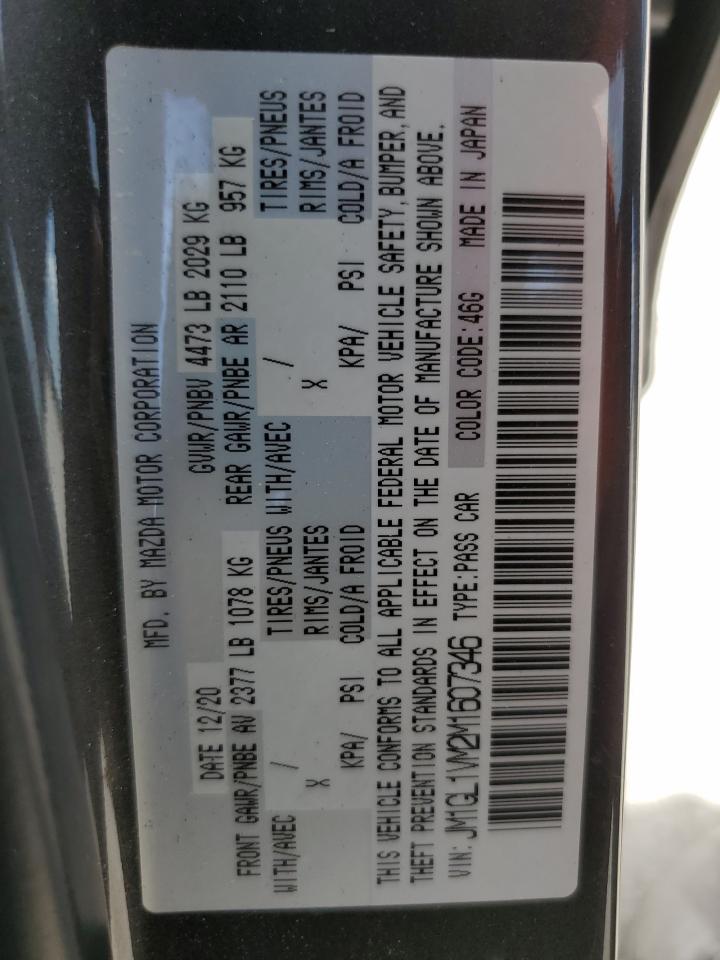 MFD. BY MAZDA MOTOR CORPORATION
DATE 12/20 GVWR/PNBV 4473 LB 2029 KG
FRONT GAWR/PNBE AV 2377 LB 1078 KG REAR GAWR/PNBE AR 2110 LB 957 KG
WITH/AVEC / TIRES/PNEUS WITH/AVEC / TIRES/PNEUS
X RIMS/JANTES X RIMS/JANTES
KPA/ PSI COLD/A FROID KPA/ PSI COLD/A FROID
THIS VEHICLE CONFORMS TO ALL APPLICABLE FEDERAL MOTOR VEHICLE SAFETY, BUMPER, AND
THEFT PREVENTION STANDARDS IN EFFECT ON THE DATE OF MANUFACTURE SHOWN ABOVE.
VIN: JM1GL1VM2M1607346 TYPE:PASS CAR COLOR CODE:46G MADE IN JAPAN